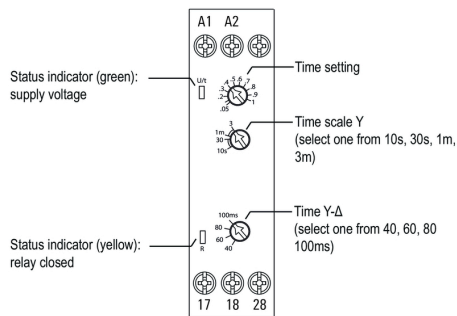 A1 A2
Status indicator (green):
supply voltage
U/t
.05 .2 .3 .4 .5 .6 .7 .8 .9 1
Time setting
3
1m
30
10s
Time scale Y
(select one from 10s, 30s, 1m,
3m)
100ms
80
60
40
Time Y-Δ
(select one from 40, 60, 80
100ms)
Status indicator (yellow):
relay closed
R
17 18 28